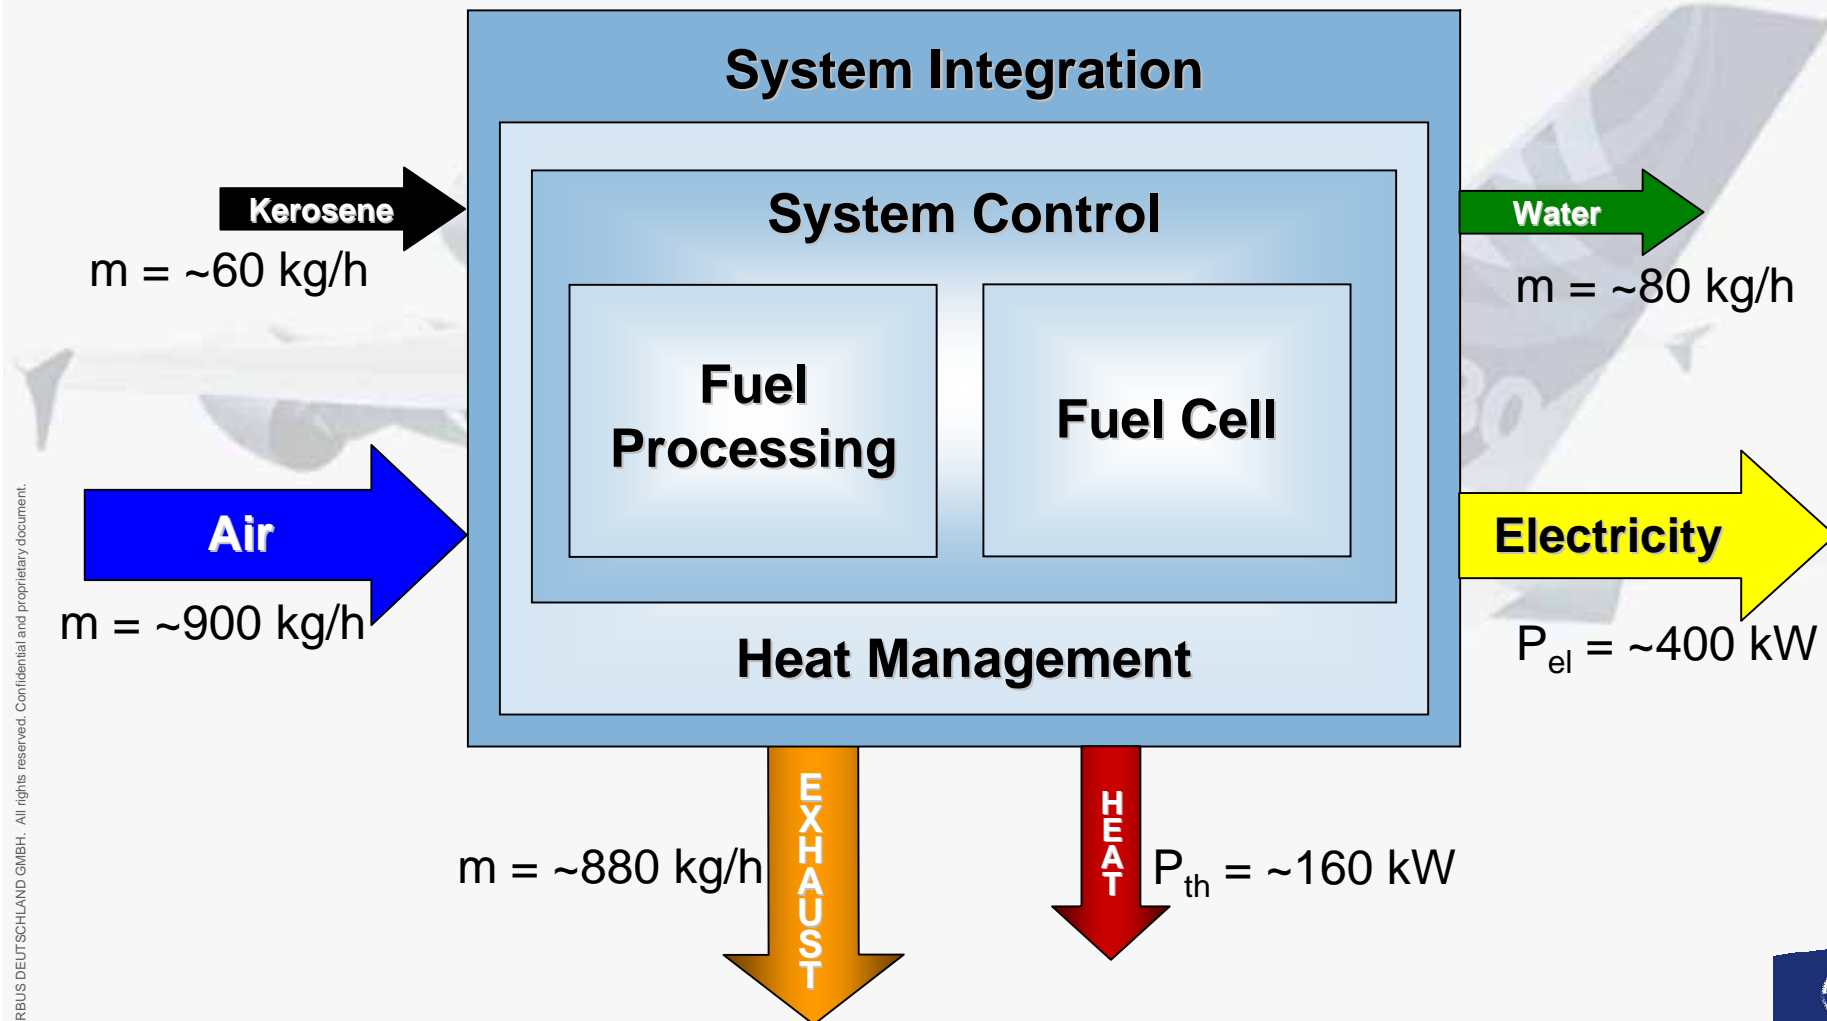 System Integration
System Control
Kerosene
m = ~60 kg/h
Water
m = ~80 kg/h
Fuel
Processing
Fuel Cell
Air
m = ~900 kg/h
Electricity
P_el = ~400 kW
Heat Management
EXHAUST
m = ~880 kg/h
HEAT
P_th = ~160 kW
RBUS DEUTSCHLAND GMBH. All rights reserved. Confidential and proprietary document.